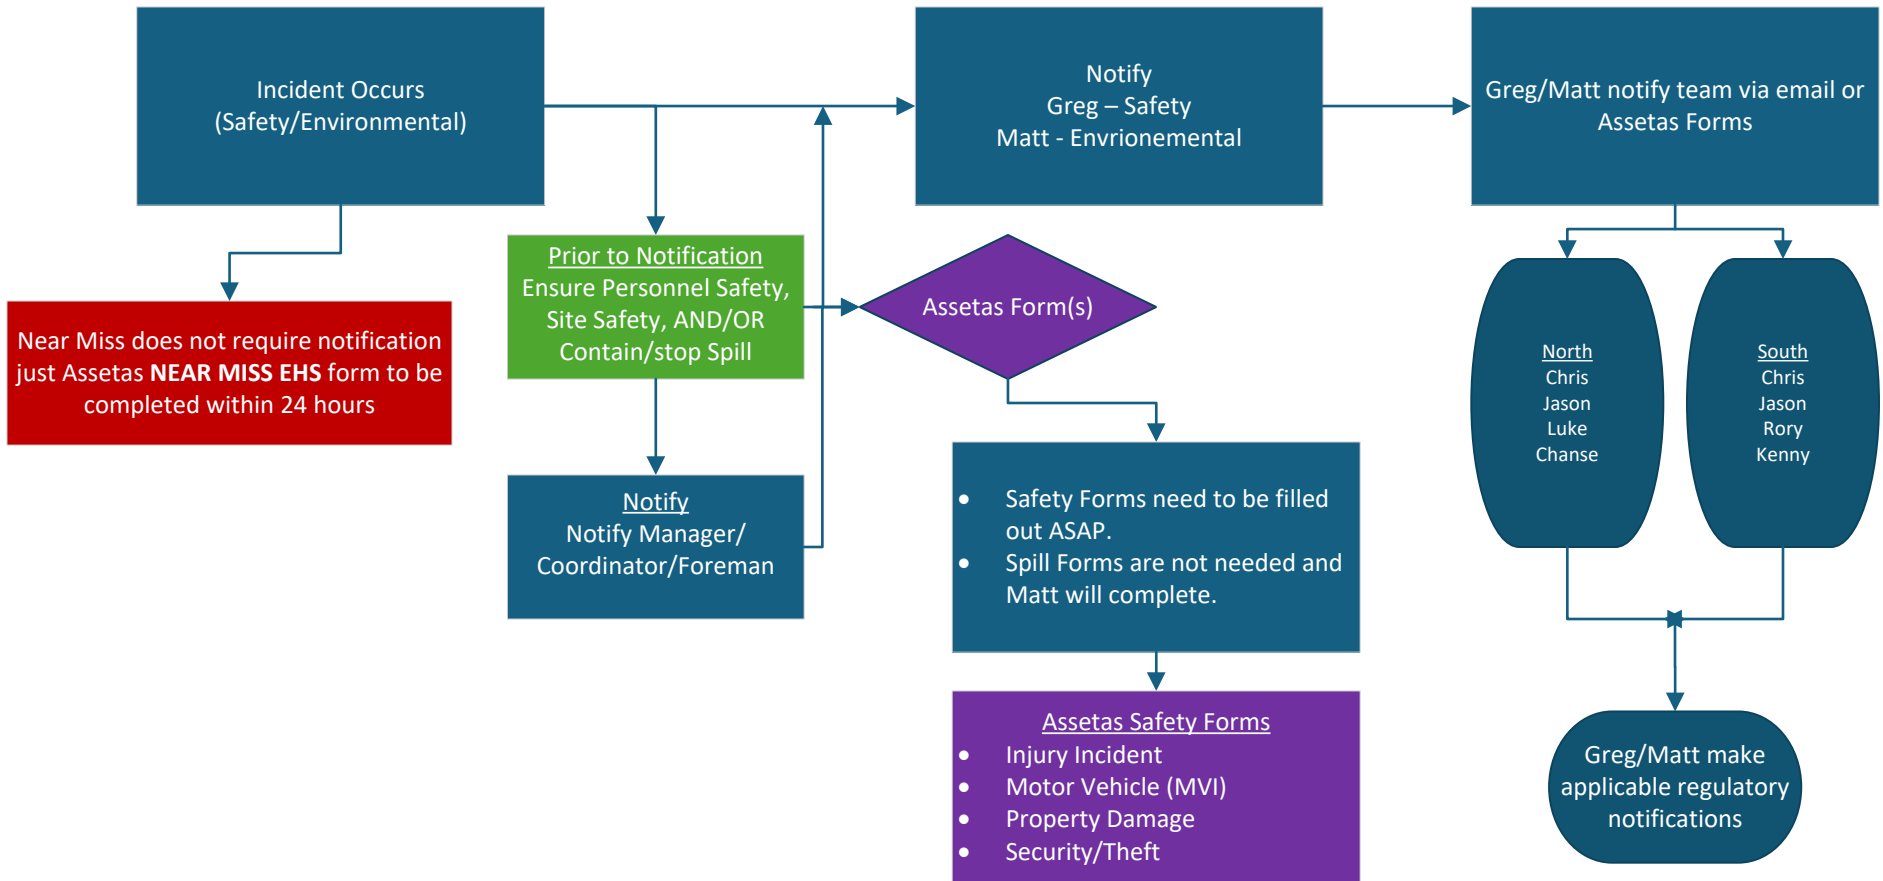 Incident Occurs
(Safety/Environmental)
Notify
Greg – Safety
Matt - Envrionemental
Greg/Matt notify team via email or
Assetas Forms
Near Miss does not require notification
just Assetas NEAR MISS EHS form to be
completed within 24 hours
Prior to Notification
Ensure Personnel Safety,
Site Safety, AND/OR
Contain/stop Spill
Assetas Form(s)
North
Chris
Jason
Luke
Chanse
South
Chris
Jason
Rory
Kenny
Notify
Notify Manager/
Coordinator/Foreman
• Safety Forms need to be filled
out ASAP.
• Spill Forms are not needed and
Matt will complete.
Assetas Safety Forms
• Injury Incident
• Motor Vehicle (MVI)
• Property Damage
• Security/Theft
Greg/Matt make
applicable regulatory
notifications